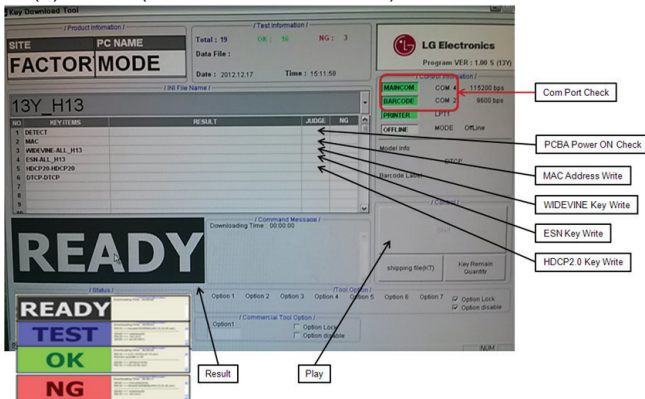 Key Download Tool
/ Product Information /
SITE
PC NAME
FACTOR
MODE
/ Test Information /
Total : 19
OK : 16
NG : 3
Data File :
Date : 2012.12.17
Time : 15:11:50
LG Electronics
Program VER : 1.00 S (13Y)
/ INI File Name /
13Y_H13
/ Control Information /
MAINCOM
COM 4
115200 bps
BARCODE
COM 2
9600 bps
PRINTER
LPT1
OFFLINE
MODE
OffLine
Com Port Check
NO
KEY ITEMS
RESULT
JUDGE
NG
1 DETECT
2 MAC
3 WIDEVINE-ALL_H13
4 ESN-ALL_H13
5 HDCP20-HDCP20
6 DTCP-DTCP
7
8
9
Model Info
DTCP
Barcode Label
PCBA Power ON Check
MAC Address Write
WIDEVINE Key Write
ESN Key Write
HDCP2.0 Key Write
/ Command Message /
Downloading Time : 00:00:00
READY
/ Control /
shipping file(KT)
Key Remain
Quantity
/ Status /
/Tool Option /
Option 1
Option 2
Option 3
Option 4
Option 5
Option 6
Option 7
Option Lock
Option disable
/ Commercial Tool Option /
Option1
Option Lock
Option disable
READY
TEST
OK
NG
NUM
Result
Play